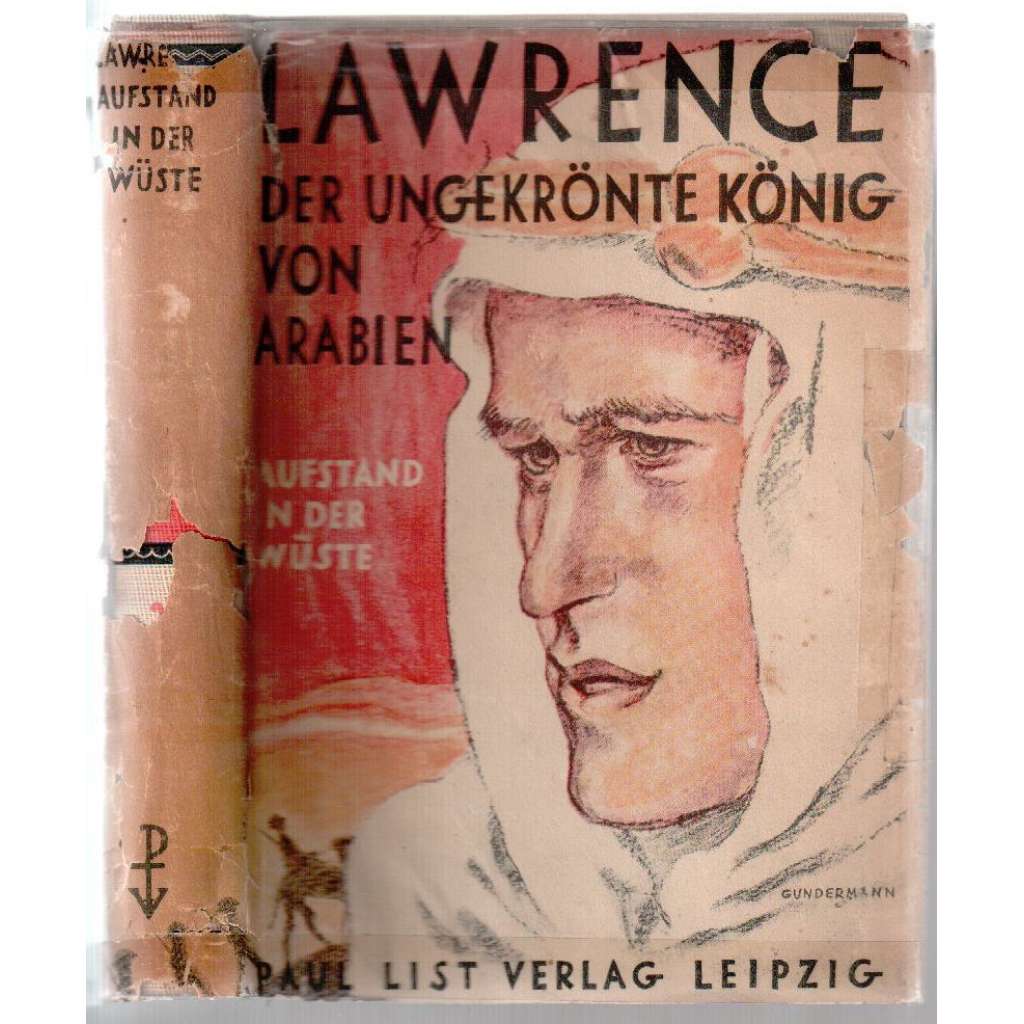 LAWRE
AUFSTAND
IN DER
WÜSTE
LAWRENCE
DER UNGEKRÖNTE KÖNIG
VON
ARABIEN
AUFSTAND
IN DER
WÜSTE
GUNDERMANN
PAUL LIST VERLAG LEIPZIG